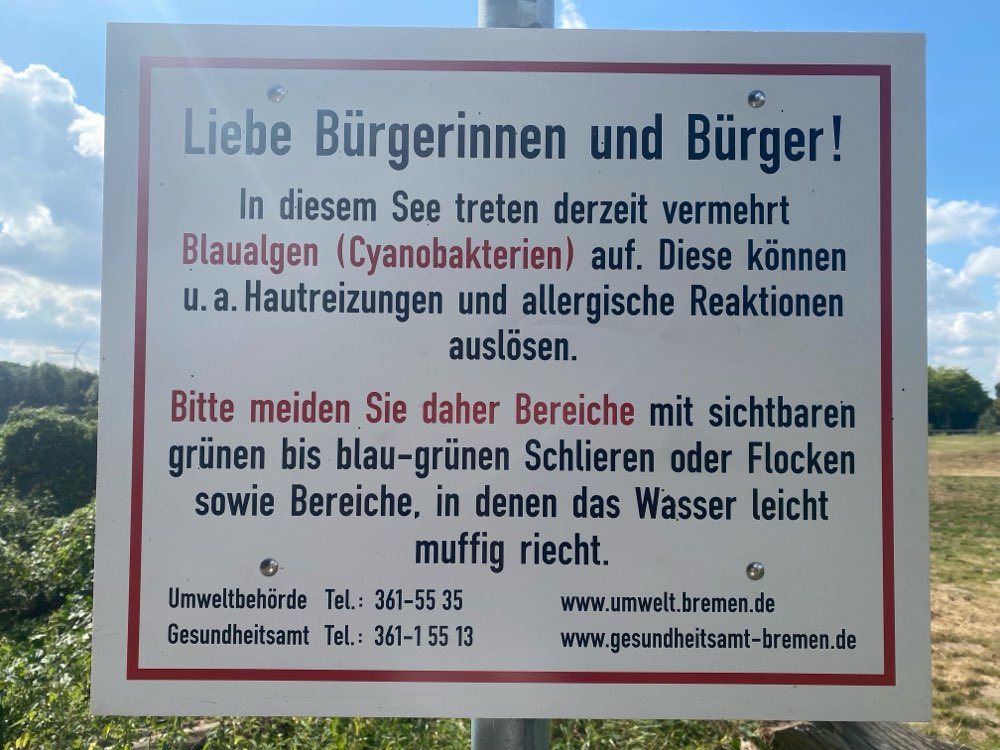 Liebe Bürgerinnen und Bürger!
In diesem See treten derzeit vermehrt
Blaualgen (Cyanobakterien) auf. Diese können
u.a. Hautreizungen und allergische Reaktionen
auslösen.
Bitte meiden Sie daher Bereiche mit sichtbaren
grünen bis blau-grünen Schlieren oder Flocken
sowie Bereiche, in denen das Wasser leicht
muffig riecht.
Umweltbehörde Tel.: 361-55 35 www.umwelt.bremen.de
Gesundheitsamt Tel.: 361-1 55 13 www.gesundheitsamt-bremen.de